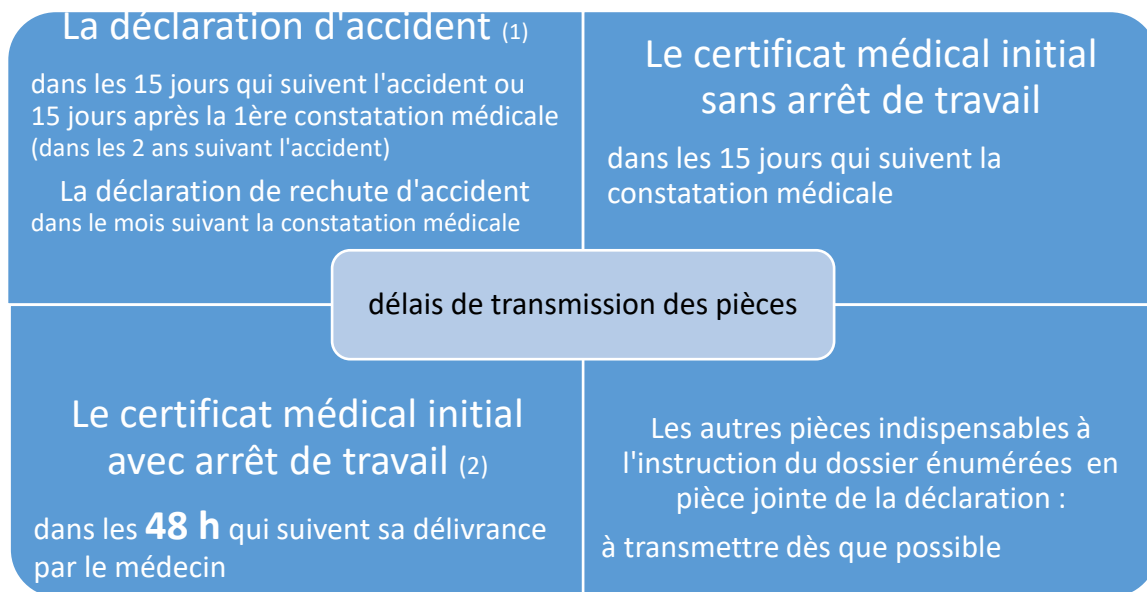 La déclaration d'accident (1)
dans les 15 jours qui suivent l'accident ou
15 jours après la 1ère constatation médicale
(dans les 2 ans suivant l'accident)
La déclaration de rechute d'accident
dans le mois suivant la constatation médicale
Le certificat médical initial
sans arrêt de travail
dans les 15 jours qui suivent la
constatation médicale
délais de transmission des pièces
Le certificat médical initial
avec arrêt de travail (2)
dans les 48 h qui suivent sa délivrance
par le médecin
Les autres pièces indispensables à
l'instruction du dossier énumérées en
pièce jointe de la déclaration :
à transmettre dès que possible